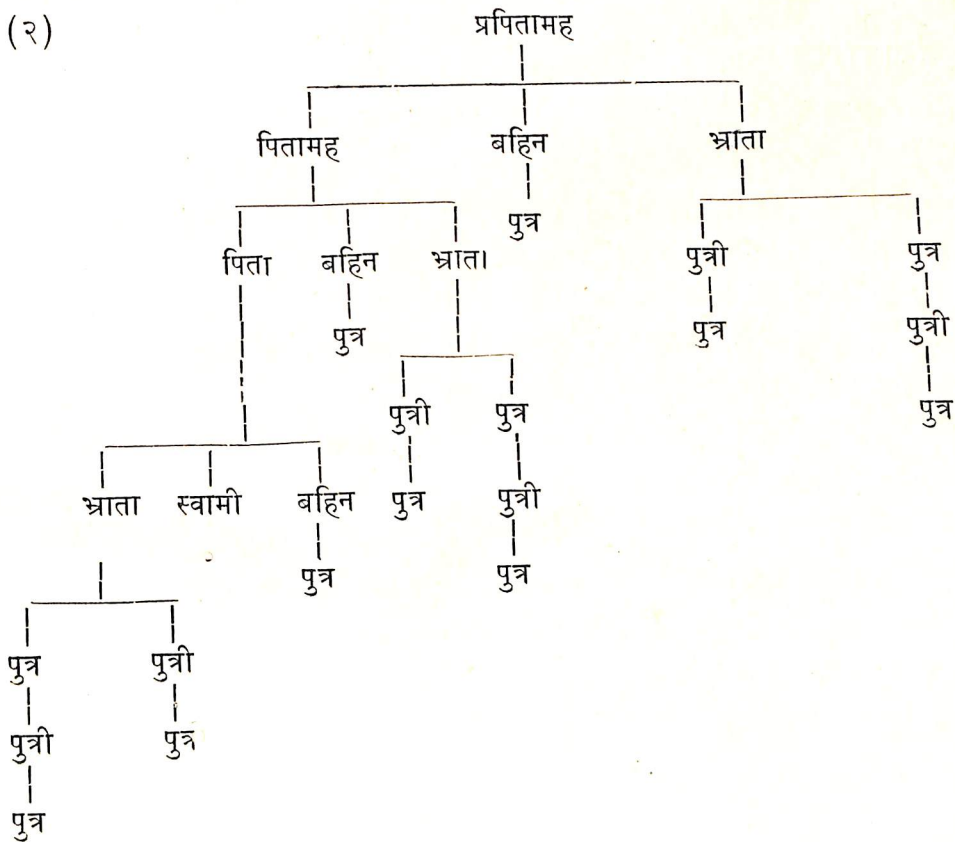 (२) प्रपितामह
पितामह बहिन भ्राता
पुत्र
पिता बहिन भ्राता पुत्री पुत्र
पुत्र पुत्र पुत्री
पुत्री पुत्र पुत्र
भ्राता स्वामी बहिन पुत्र पुत्री
पुत्र पुत्र
पुत्र पुत्री
पुत्री पुत्र
पुत्र